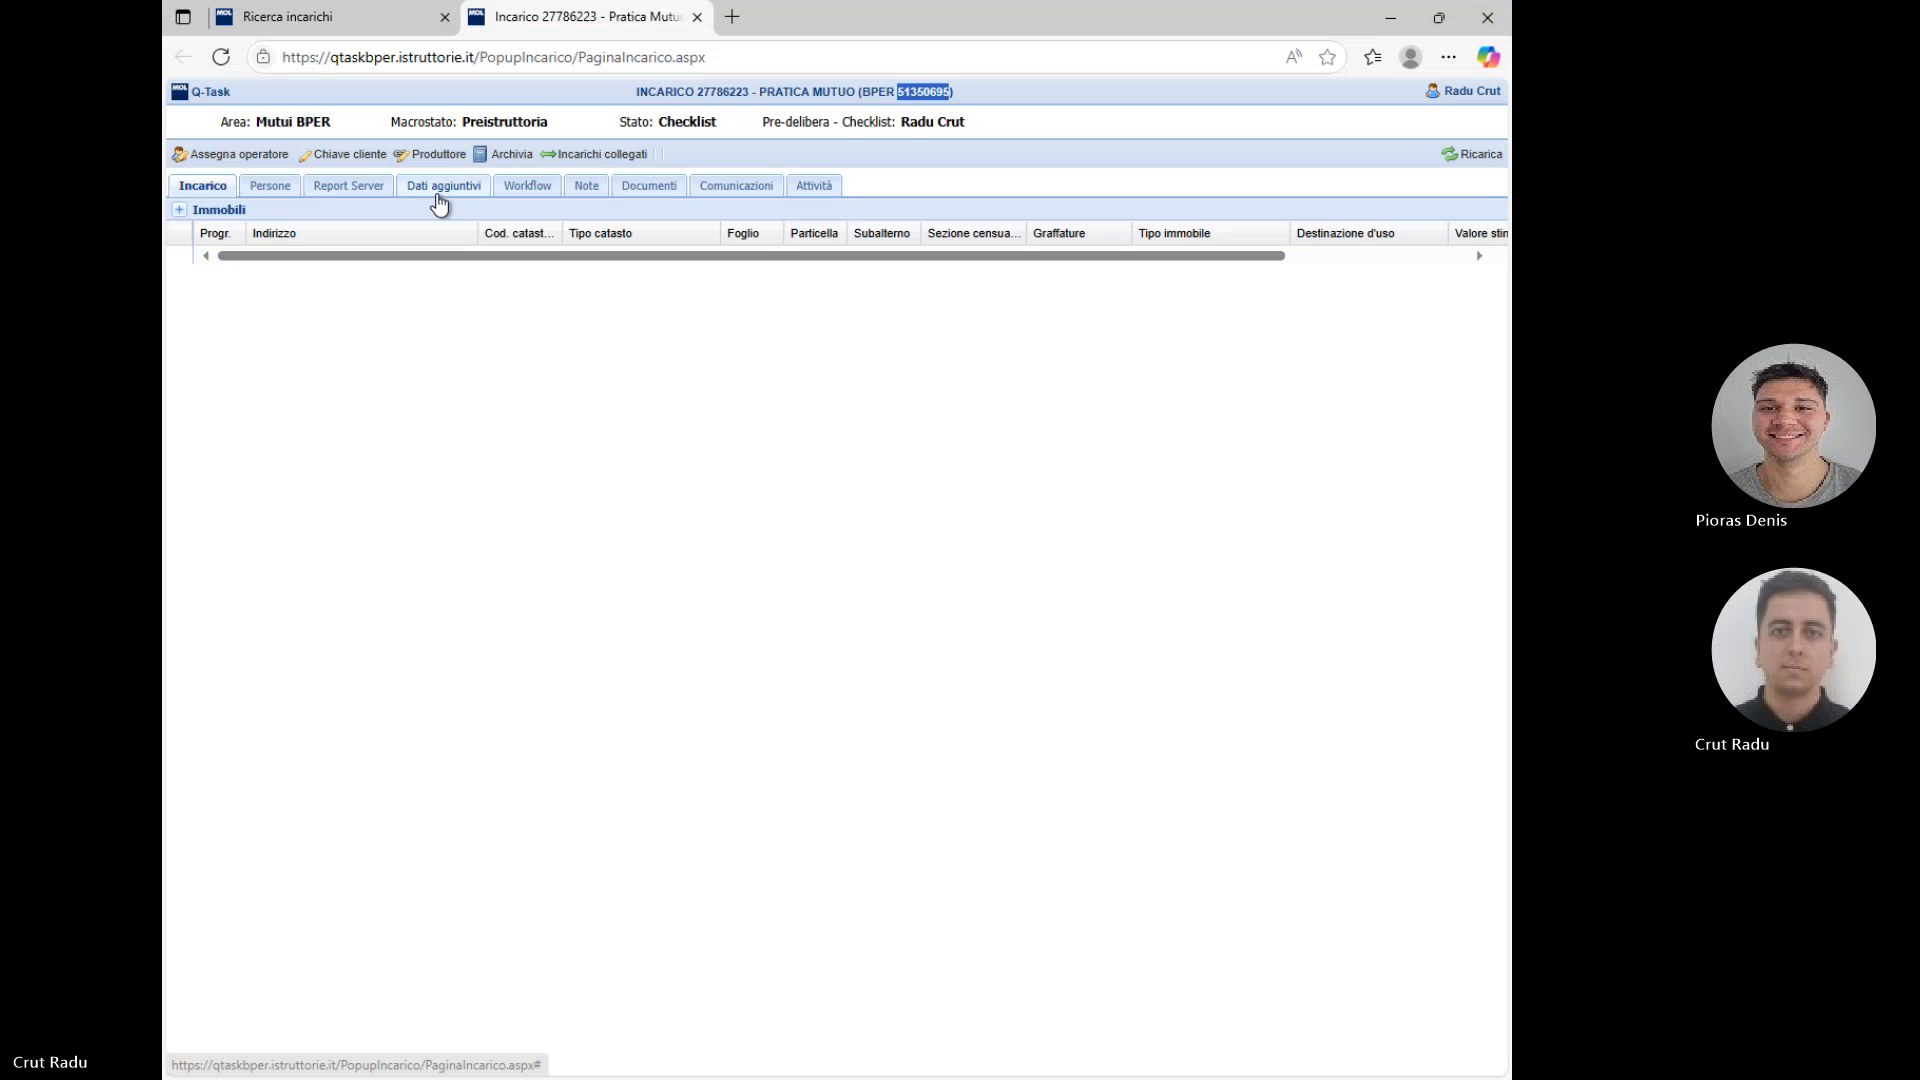 MOL Ricerca incarichi
MOL Incarico 27786223 - Pratica Mutu
https://qtaskbper.istruttorie.it/PopupIncarico/PaginaIncarico.aspx
MOL Q-Task
INCARICO 27786223 - PRATICA MUTUO (BPER 51350695)
Radu Crut
Area: Mutui BPER Macrostato: Preistruttoria Stato: Checklist Pre-delibera - Checklist: Radu Crut
Assegna operatore Chiave cliente Produttore Archivia Incarichi collegati Ricarica
Incarico Persone Report Server Dati aggiuntivi Workflow Note Documenti Comunicazioni Attività
Immobili
Progr. Indirizzo Cod. catast... Tipo catasto Foglio Particella Subalterno Sezione censua... Graffature Tipo immobile Destinazione d'uso Valore stin
Pioras Denis
Crut Radu
https://qtaskbper.istruttorie.it/PopupIncarico/PaginaIncarico.aspx#
Crut Radu